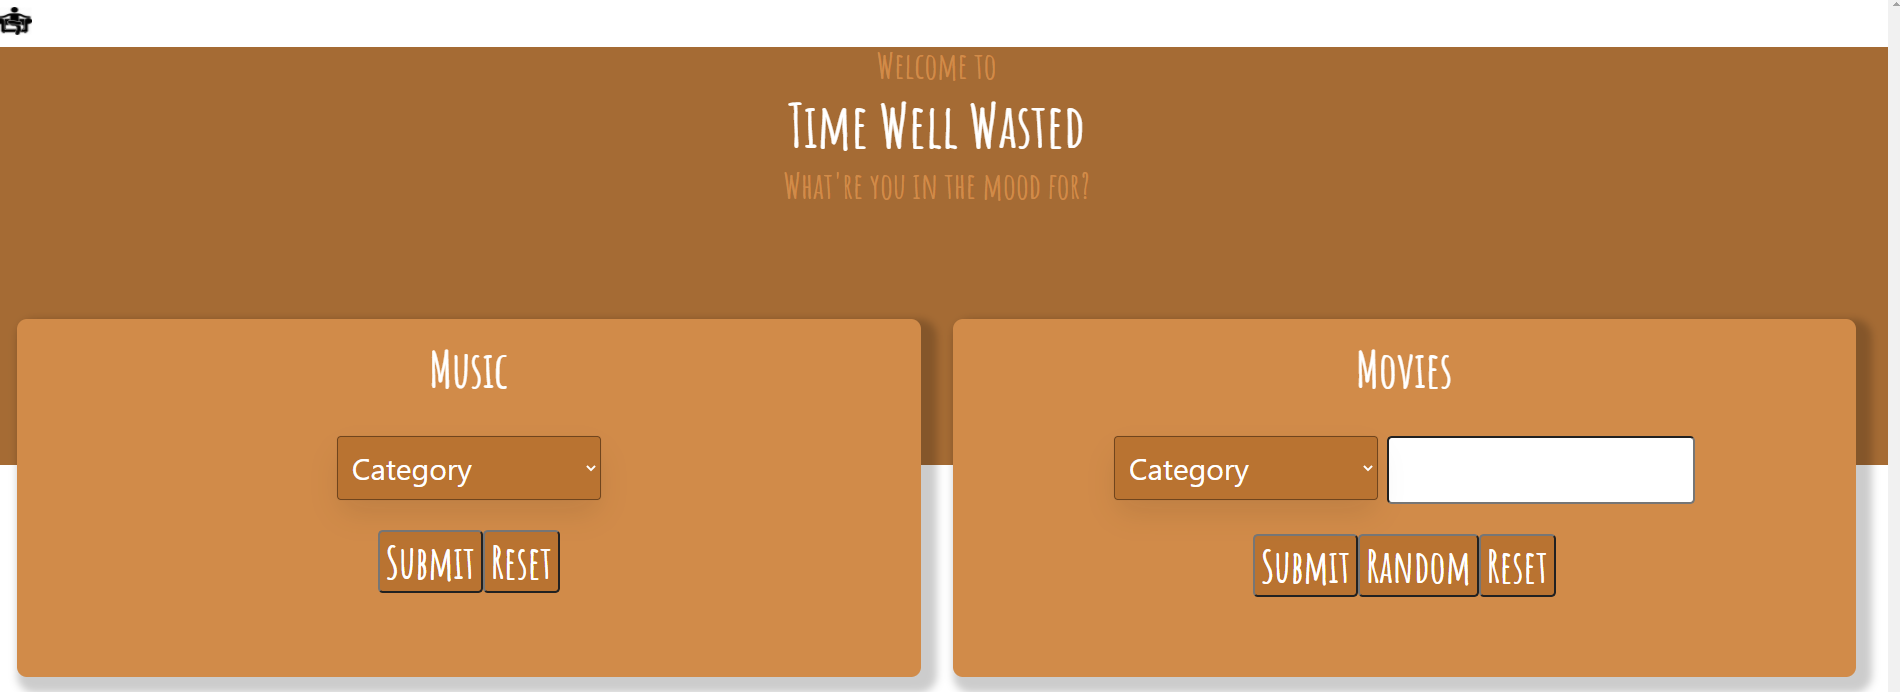 Welcome to
Time Well Wasted
What're you in the mood for?
Music
Category
Submit Reset
Movies
Category
Submit Random Reset